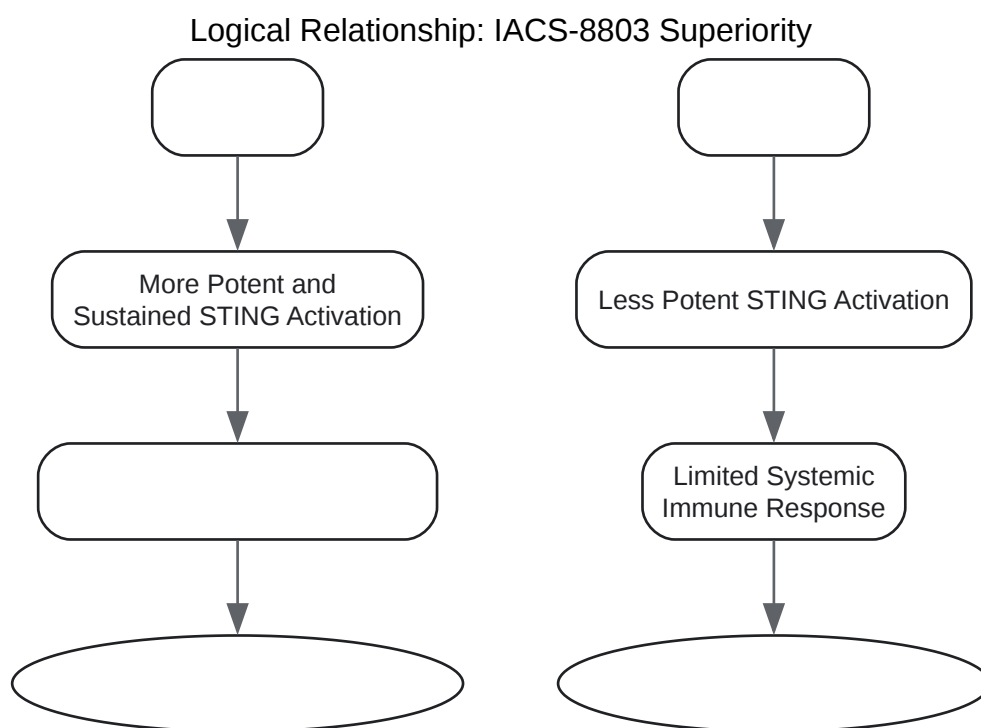 Logical Relationship: IACS-8803 Superiority
More Potent and
Sustained STING Activation
Less Potent STING Activation
Limited Systemic
Immune Response